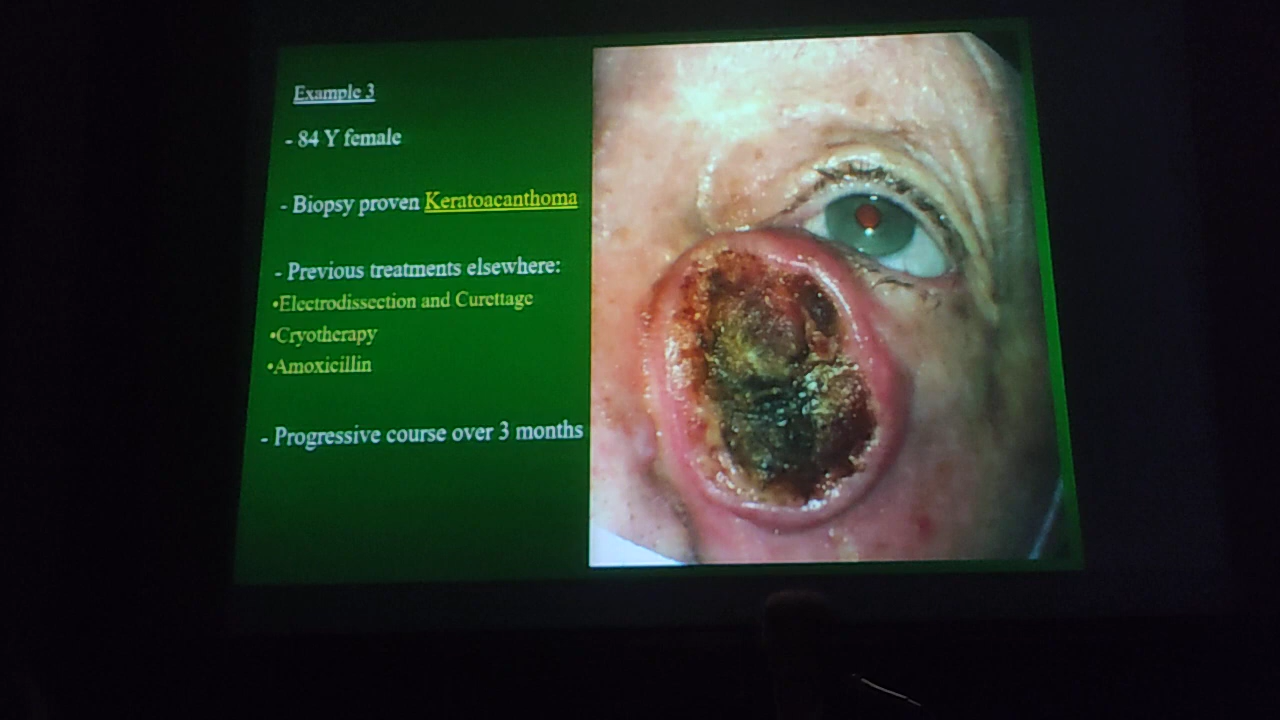 Example 3
- 84 Y female
- Biopsy proven Keratoacanthoma
- Previous treatments elsewhere:
•Electrodissection and Curettage
•Cryotherapy
•Amoxicillin
- Progressive course over 3 months